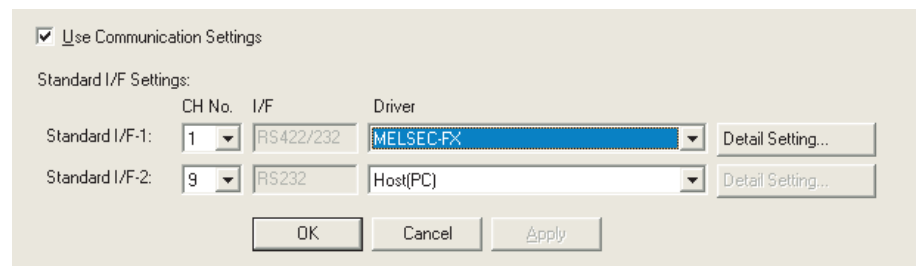 Use Communication Settings
Standard I/F Settings:
CH No. I/F Driver
Standard I/F-1: 1 RS422/232 MELSEC-FX Detail Setting...
Standard I/F-2: 9 RS232 Host(PC) Detail Setting...
OK Cancel Apply